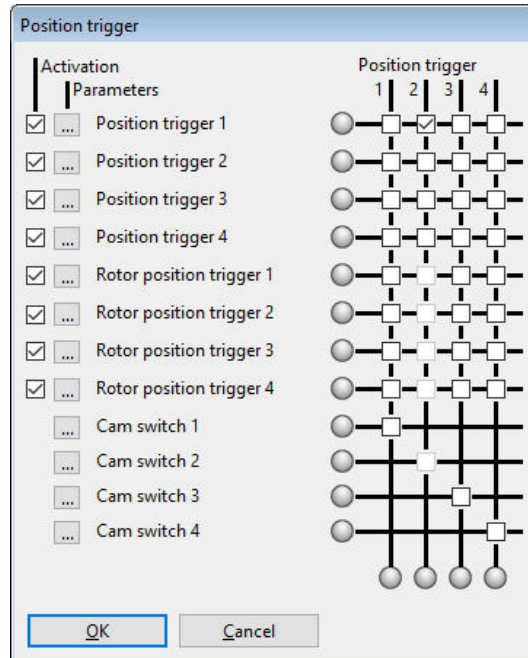 Position trigger
Activation
Parameters
Position trigger
1 2 3 4
... Position trigger 1
... Position trigger 2
... Position trigger 3
... Position trigger 4
... Rotor position trigger 1
... Rotor position trigger 2
... Rotor position trigger 3
... Rotor position trigger 4
... Cam switch 1
... Cam switch 2
... Cam switch 3
... Cam switch 4
OK
Cancel